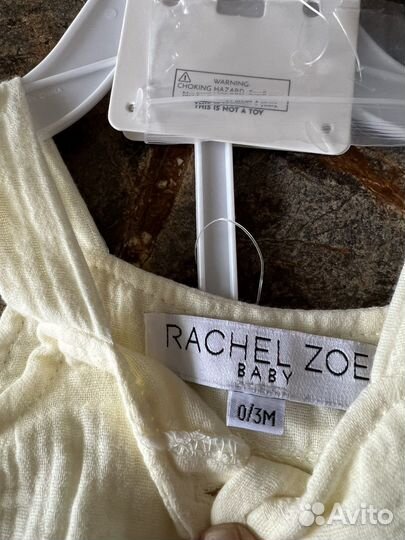 WARNING:
CHOKING HAZARD
THIS IS NOT A TOY
RACHEL ZOE
BABY
0/3M
Avito